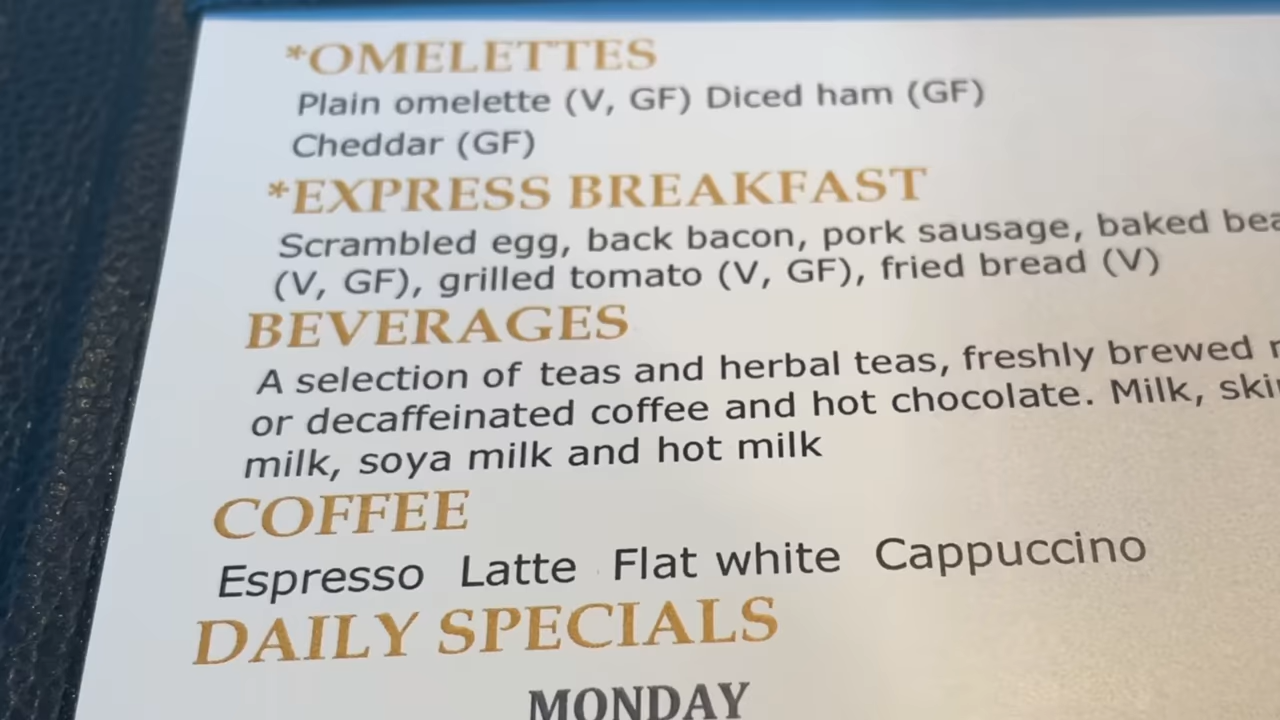 *OMELETTES
Plain omelette (V, GF) Diced ham (GF)
Cheddar (GF)
*EXPRESS BREAKFAST
Scrambled egg, back bacon, pork sausage, baked
(V, GF), grilled tomato (V, GF), fried bread (V)
BEVERAGES
A selection of teas and herbal teas, freshly brewed
or decaffeinated coffee and hot chocolate. Milk,
milk, soya milk and hot milk
COFFEE
Espresso Latte Flat white Cappuccino
DAILY SPECIALS
MONDAY